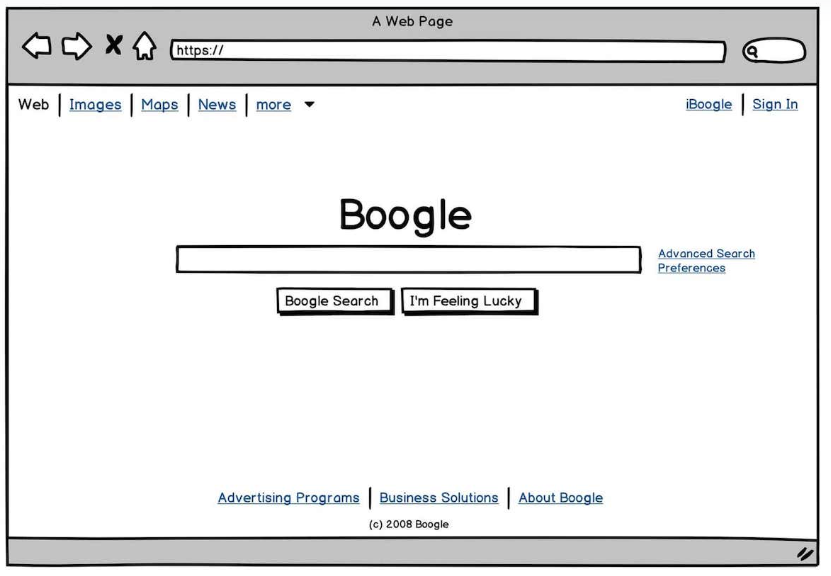 A Web Page
https://
Web Images Maps News more iBoogle Sign In
Boogle
Advanced Search
Preferences
Boogle Search I'm Feeling Lucky
Advertising Programs Business Solutions About Boogle
(c) 2008 Boogle